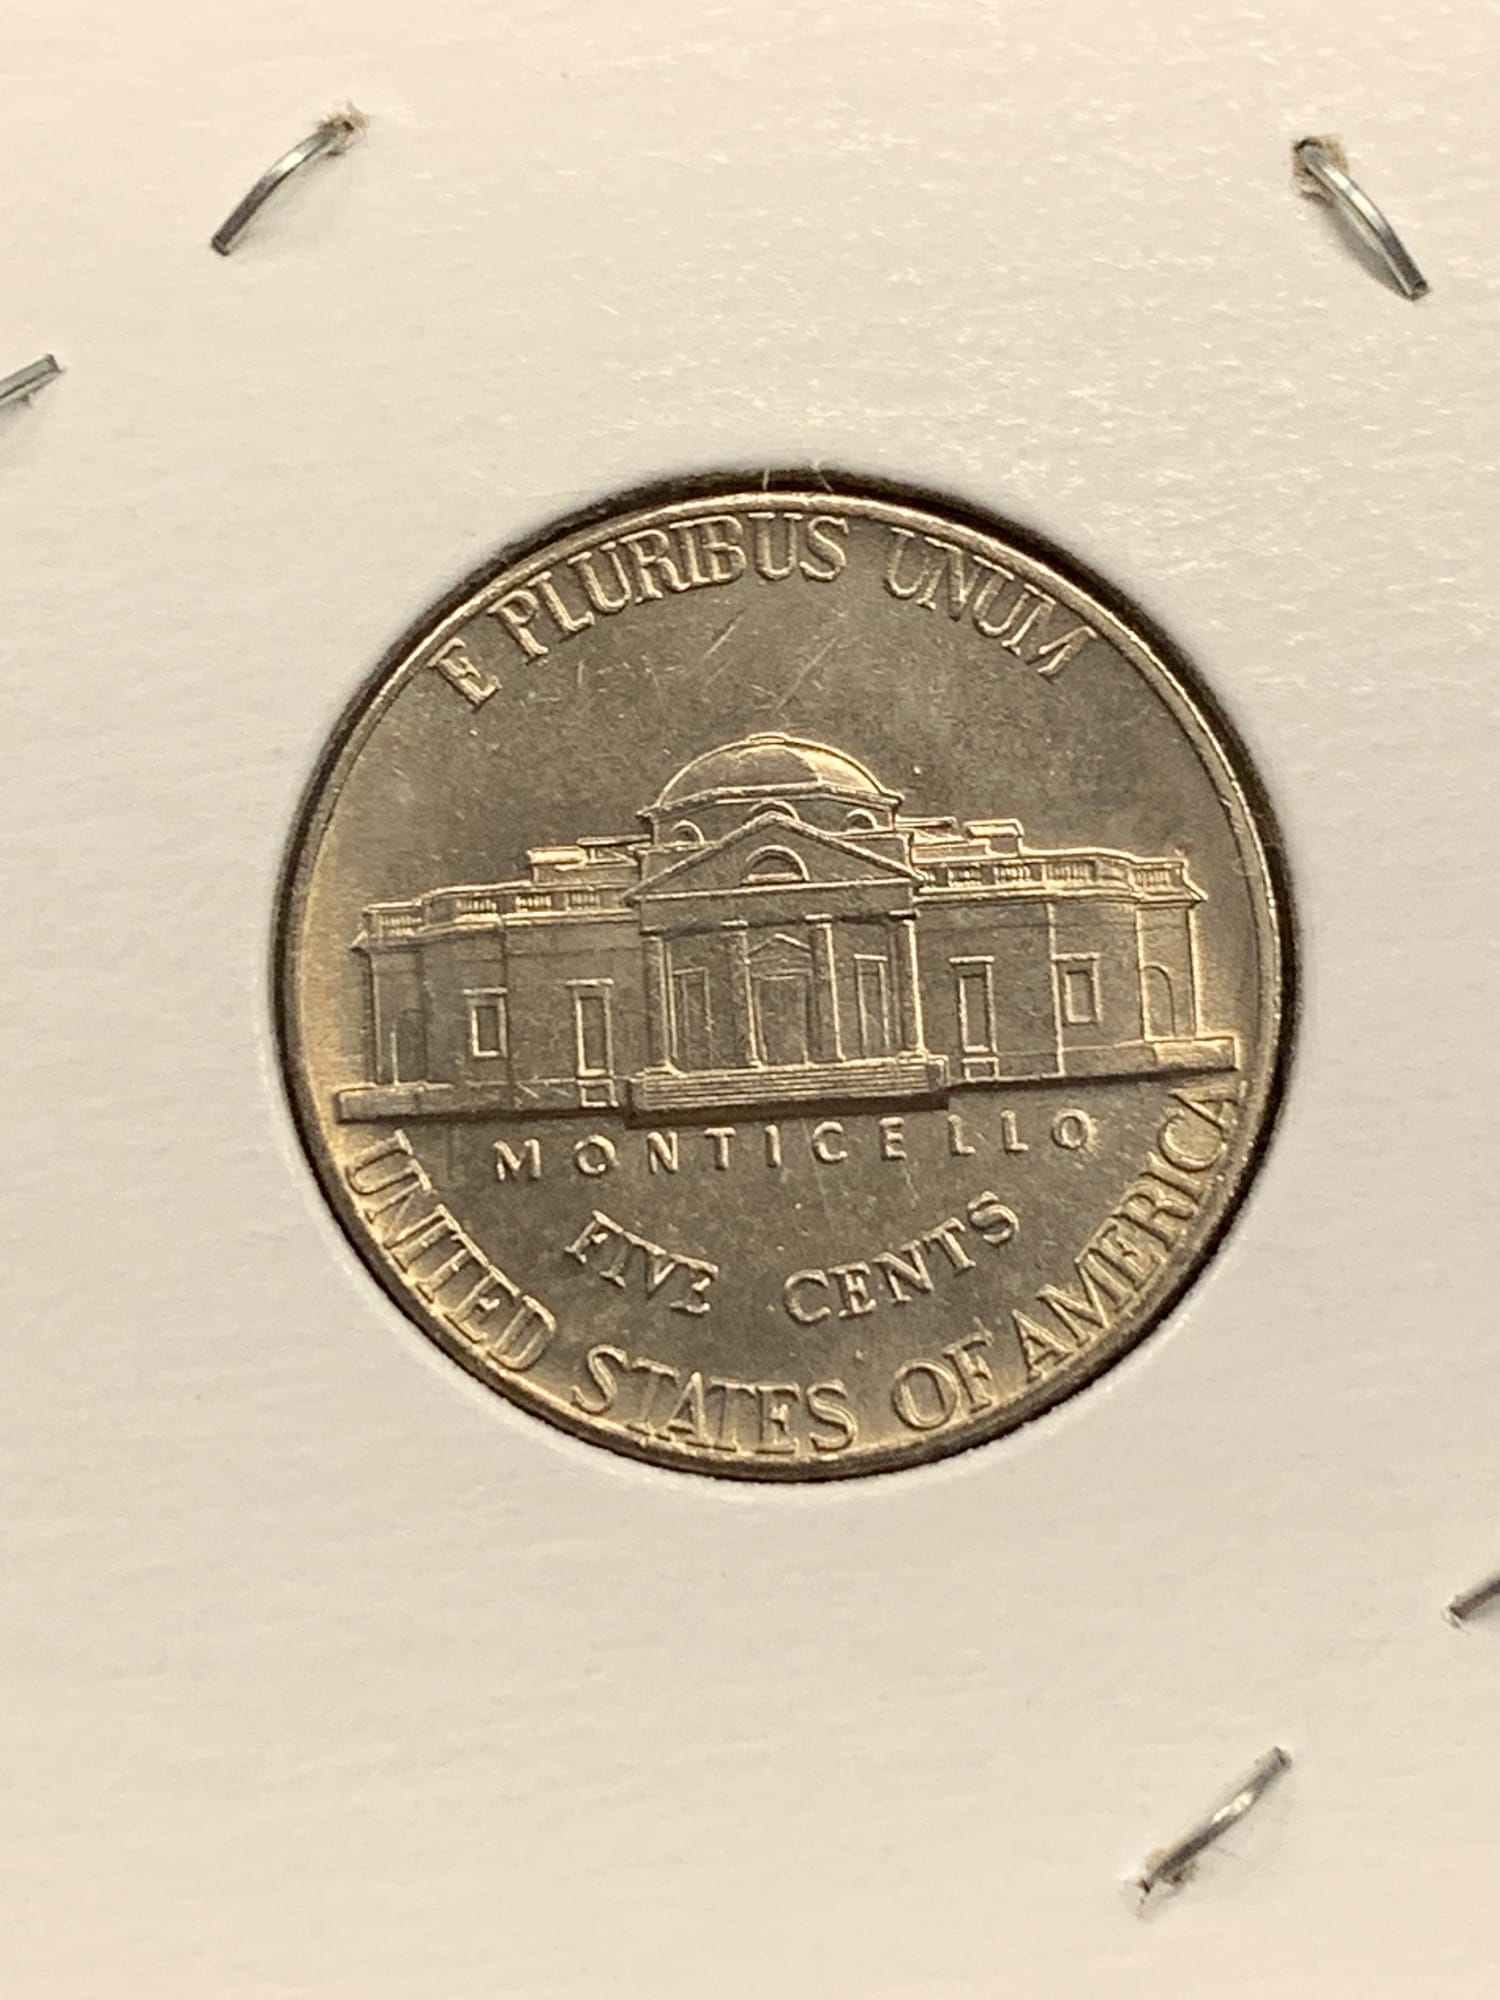 E PLURIBUS UNUM
MONTICELLO
FIVE CENTS
UNITED STATES OF AMERICA